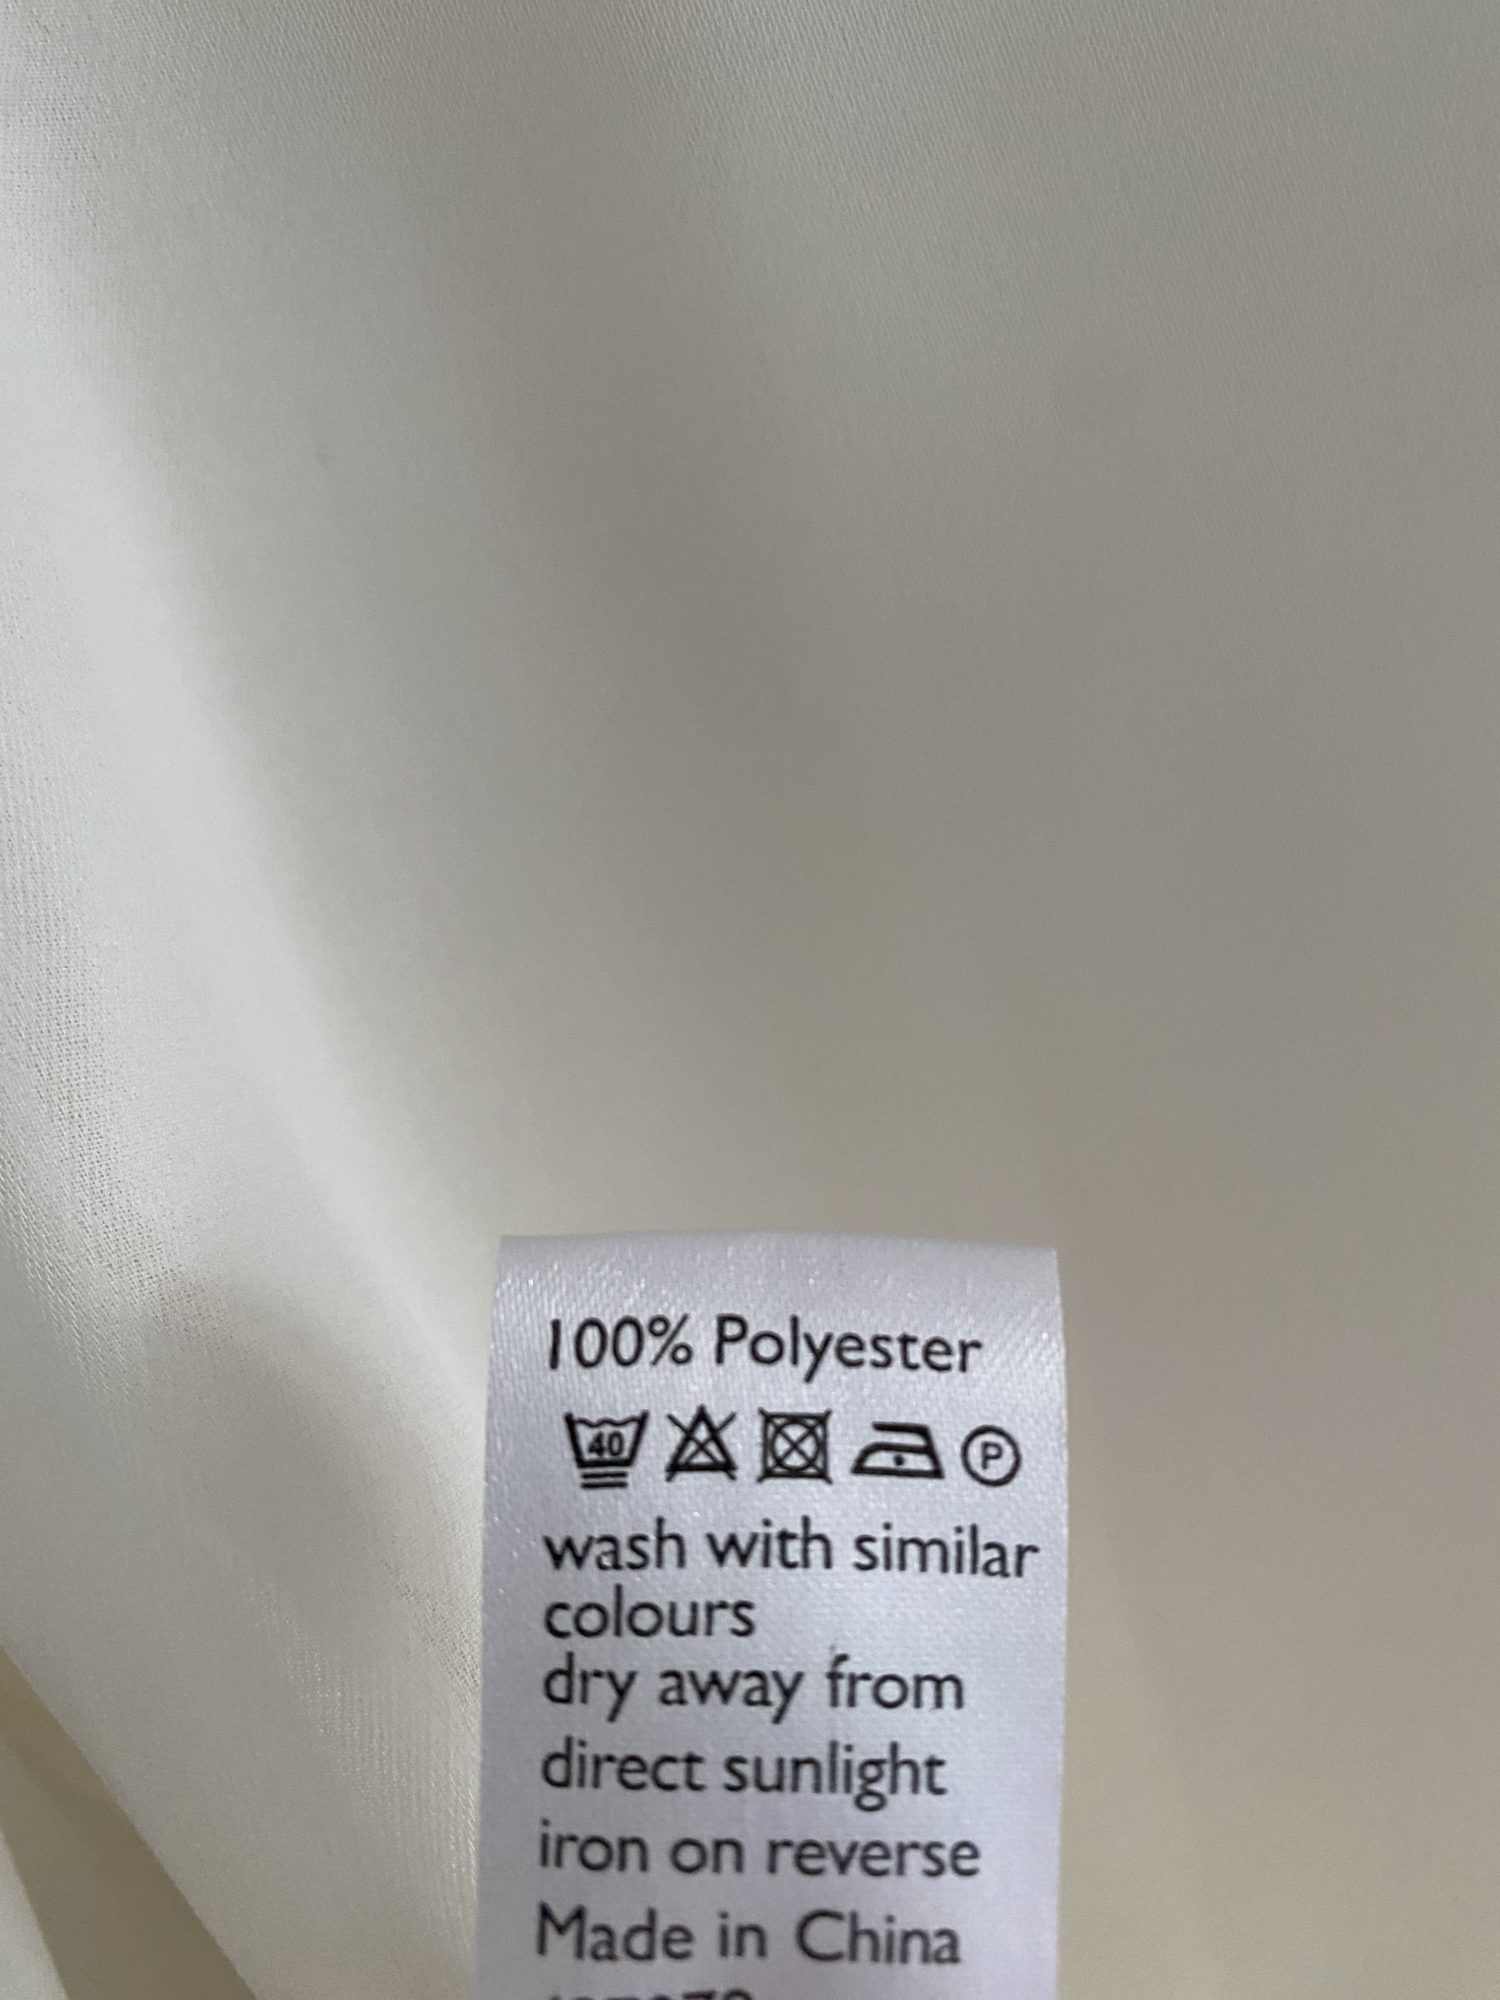 100% Polyester
40 P
wash with similar
colours
dry away from
direct sunlight
iron on reverse
Made in China